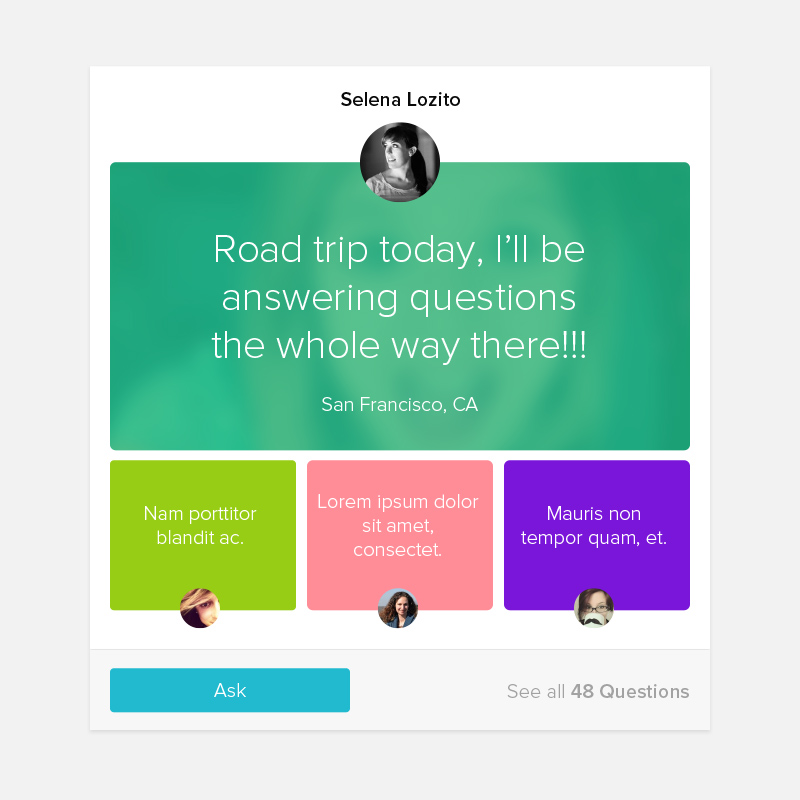 Selena Lozito
Road trip today, I’ll be
answering questions
the whole way there!!!
San Francisco, CA
Nam porttitor
blandit ac.
Lorem ipsum dolor
sit amet,
consectet.
Mauris non
tempor quam, et.
Ask
See all 48 Questions